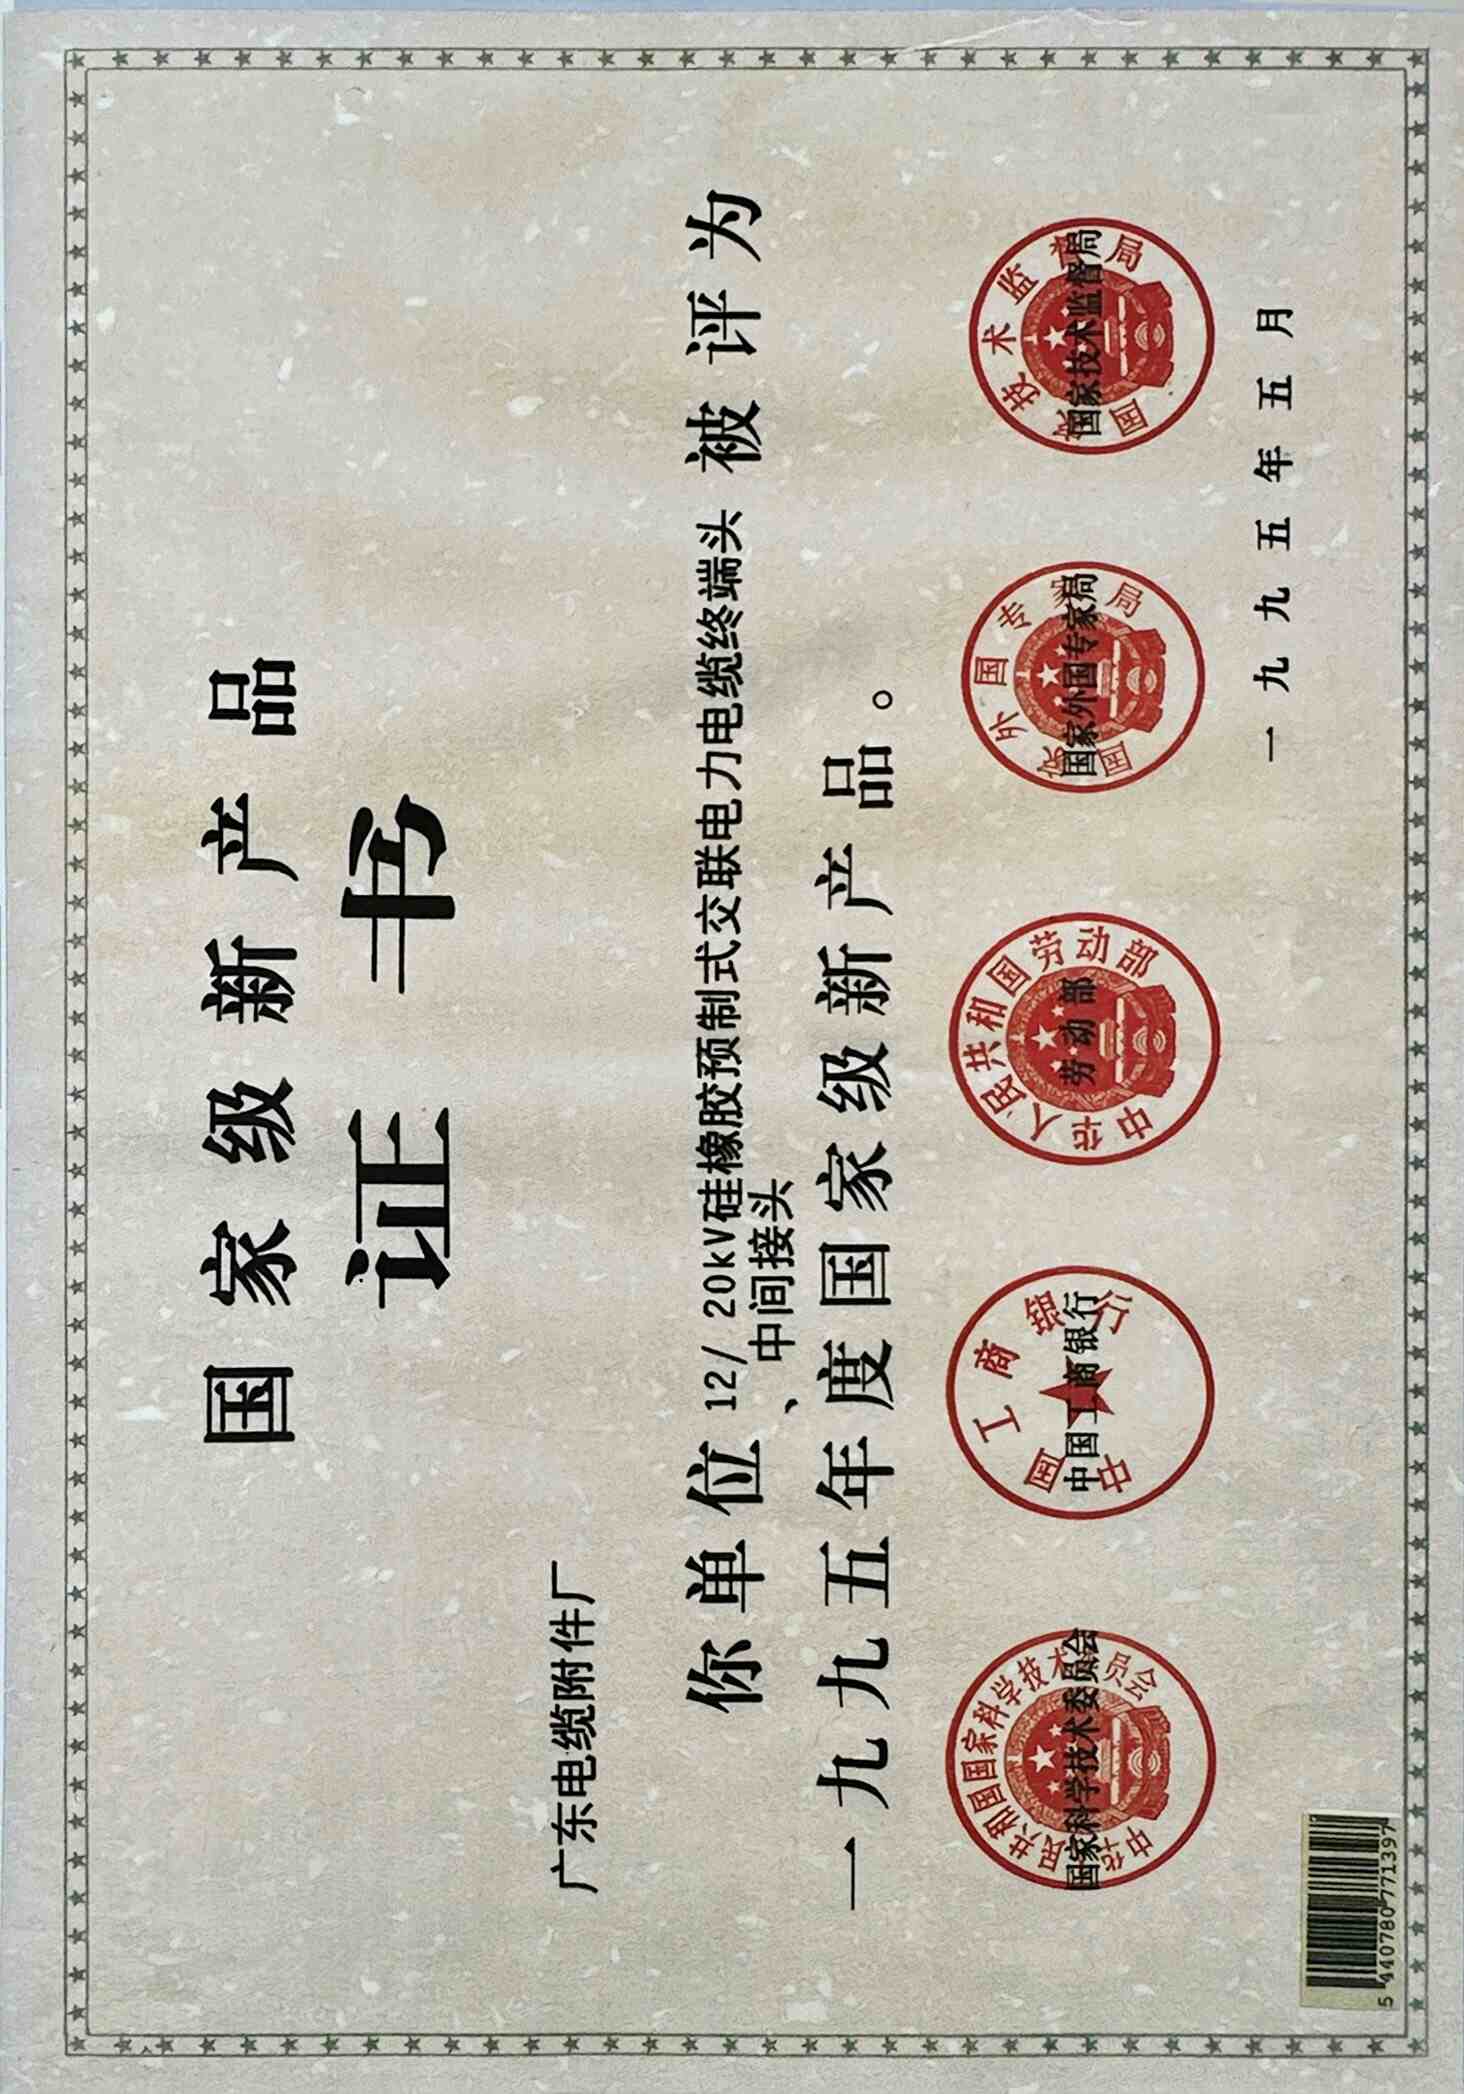 国家级新产品
证书
广东电缆附件厂
你单位12/20kV硅橡胶预制式交联电力电缆终端头被评为
、中间接头
一九九五年度国家级新产品。
中华人民共和国国家科学技术委员会
国家科学技术委员会
中国工商银行
中国工商银行
中华人民共和国劳动部
劳动部
国家外国专家局
国家外国专家局
国家技术监督局
国家技术监督局
一九九五年五月
5 440780 771397